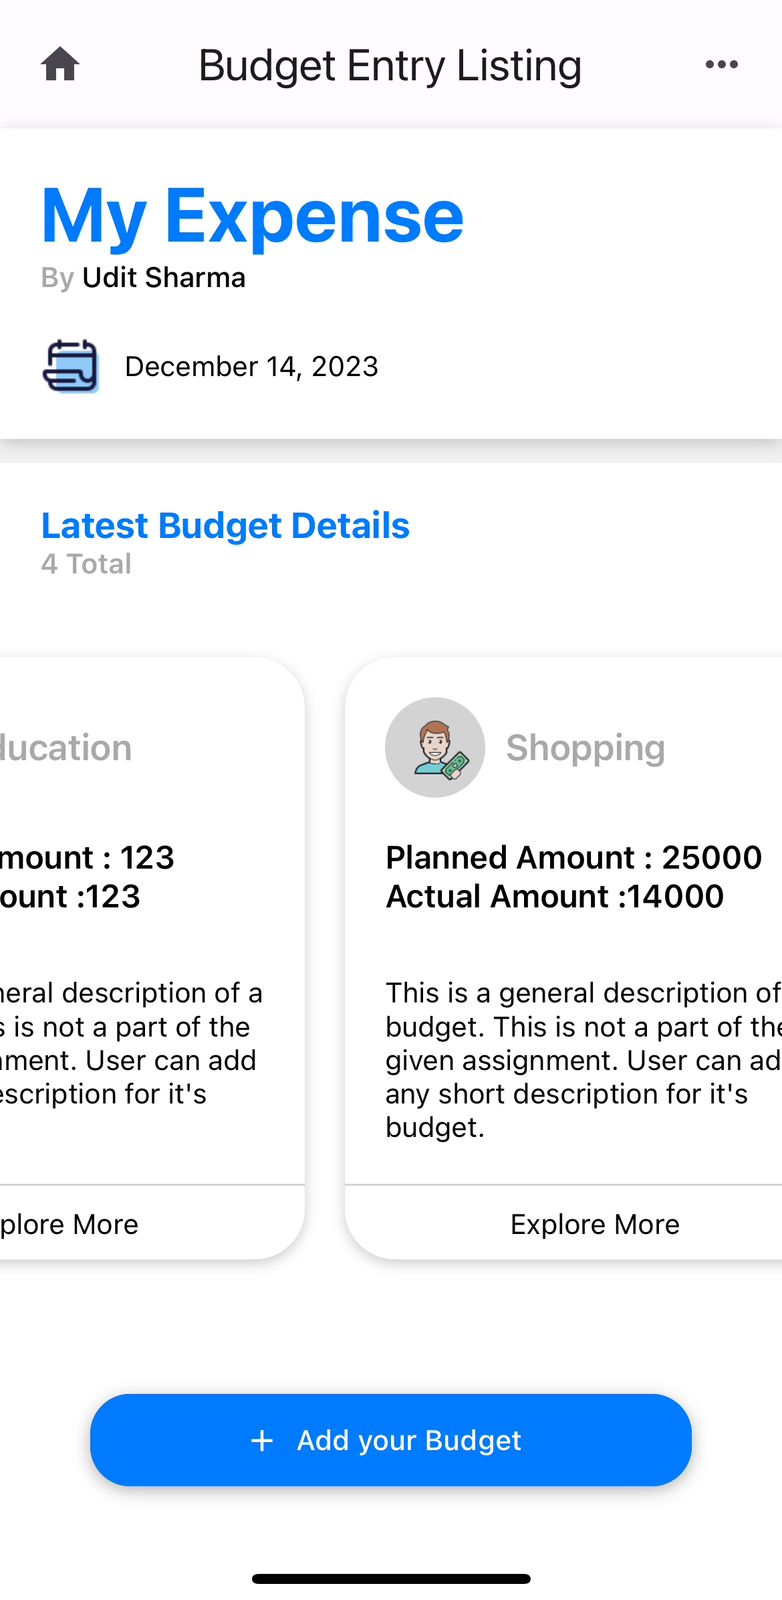 Budget Entry Listing
My Expense
By Udit Sharma
December 14, 2023
Latest Budget Details
4 Total
ducation
mount : 123
ount :123
neral description of a
s is not a part of the
nment. User can add
escription for it's
plore More
Shopping
Planned Amount : 25000
Actual Amount :14000
This is a general description of
budget. This is not a part of the
given assignment. User can ad
any short description for it's
budget.
Explore More
+ Add your Budget